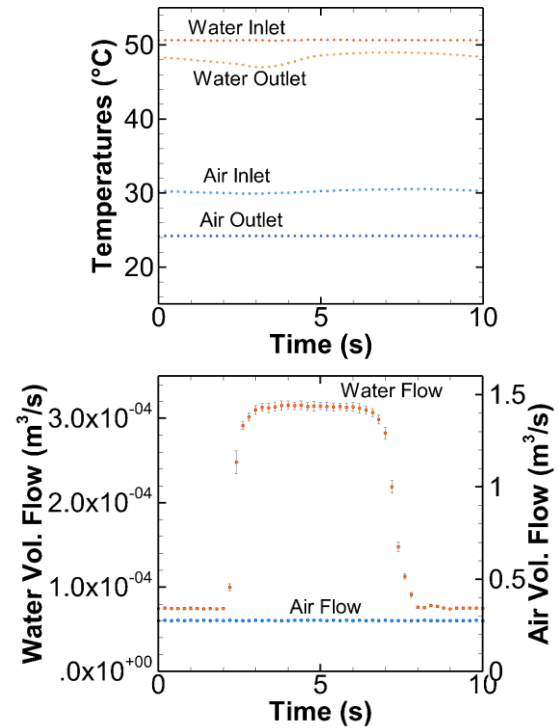 Temperatures (°C)
50
40
30
20
Water Inlet
Water Outlet
Air Inlet
Air Outlet
0
5
10
Time (s)
Water Vol. Flow (m³/s)
3.0x10⁻⁰⁴
2.0x10⁻⁰⁴
1.0x10⁻⁰⁴
.0x10⁺⁰⁰
Water Flow
Air Flow
1.5
1
0.5
0
Air Vol. Flow (m³/s)
0
5
10
Time (s)